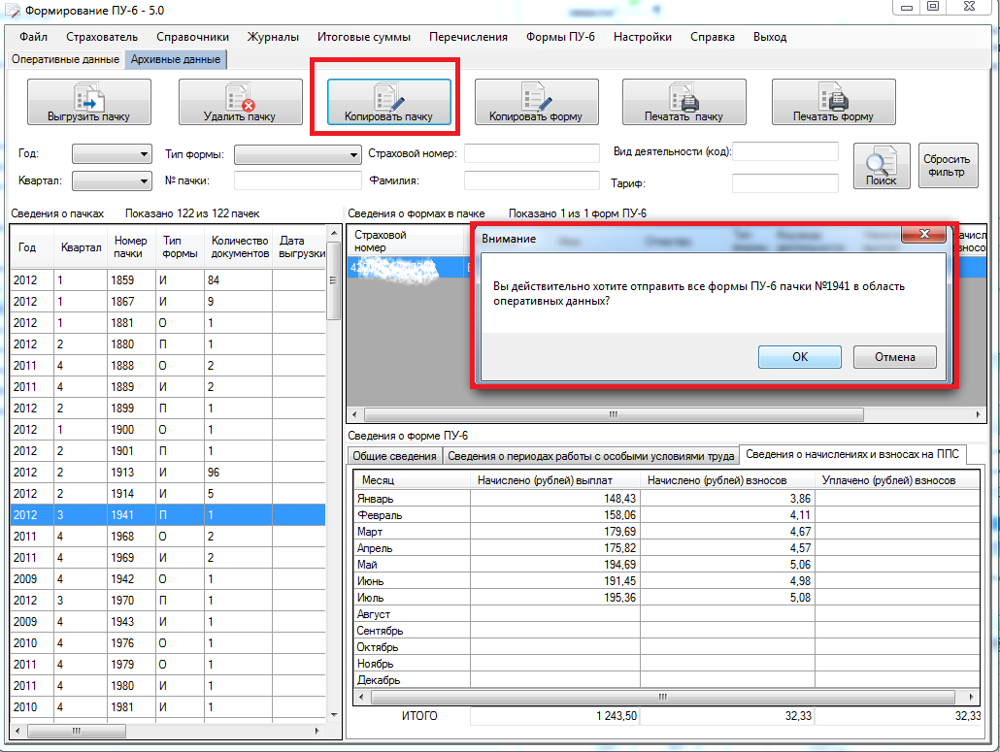 Формирование ПУ-6 - 5.0
Файл Страхователь Справочники Журналы Итоговые суммы Перечисления Формы ПУ-6 Настройки Справка Выход
Оперативные данные Архивные данные
Выгрузить пачку Удалить пачку Копировать пачку Копировать форму Печатать пачку Печатать форму
Год: Тип формы: Страховой номер: Вид деятельности (код):
Квартал: № пачки: Фамилия: Тариф:
Поиск
Сбросить
фильтр
Сведения о пачках Показано 122 из 122 пачек
Год Квартал Номер пачки Тип формы Количество документов Дата выгрузки
2012 1 1859 И 84
2012 1 1867 И 9
2012 1 1881 О 1
2012 2 1880 П 1
2011 4 1888 О 2
2011 4 1889 И 2
2012 2 1899 П 1
2012 1 1900 О 1
2012 2 1901 П 1
2012 2 1913 И 96
2012 2 1914 И 5
2012 3 1941 П 1
2011 4 1968 О 2
2011 4 1969 И 2
2009 4 1942 О 1
2012 3 1970 П 1
2009 4 1943 И 1
2010 4 1976 О 1
2011 4 1979 О 1
2011 4 1980 И 1
2010 4 1981 И 1
Сведения о формах в пачке Показано 1 из 1 форм ПУ-6
Страховой
номер
Внимание
Вы действительно хотите отправить все формы ПУ-6 пачки №1941 в область
оперативных данных?
OK Отмена
Сведения о форме ПУ-6
Общие сведения Сведения о периодах работы с особыми условиями труда Сведения о начислениях и взносах на ППС
Месяц Начислено (рублей) выплат Начислено (рублей) взносов Уплачено (рублей) взносов
Январь 148,43 3,86
Февраль 158,06 4,11
Март 179,69 4,67
Апрель 175,82 4,57
Май 194,69 5,06
Июнь 191,45 4,98
Июль 195,36 5,08
Август
Сентябрь
Октябрь
Ноябрь
Декабрь
ИТОГО 1 243,50 32,33 32,33